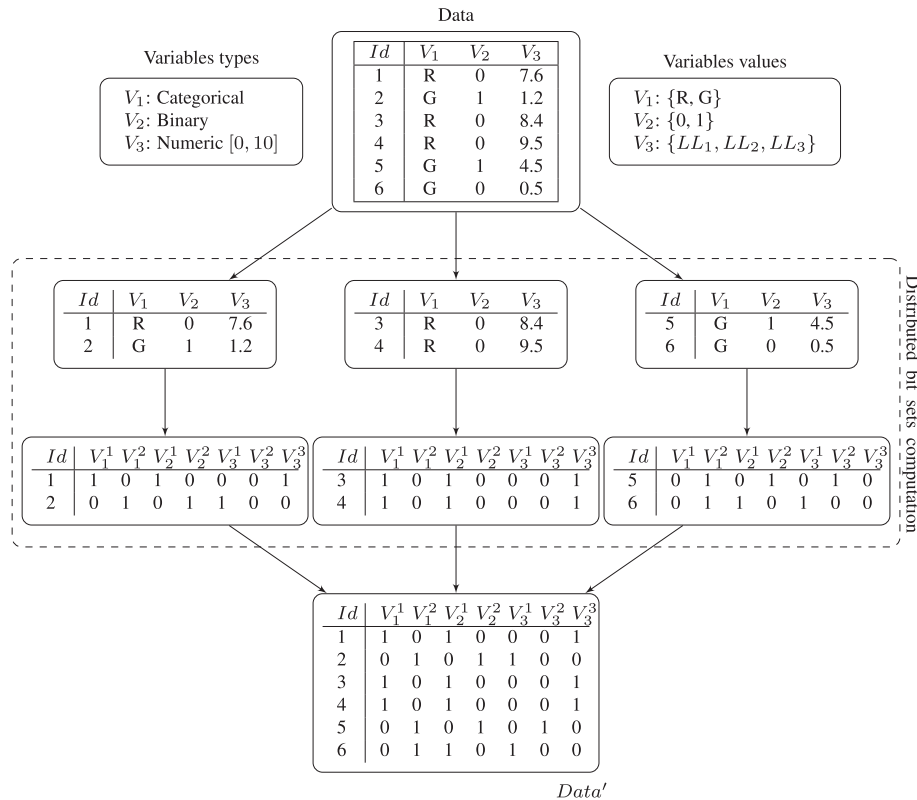 Data
Variables types
V₁: Categorical
V₂: Binary
V₃: Numeric [0, 10]
Id V₁ V₂ V₃
1 R 0 7.6
2 G 1 1.2
3 R 0 8.4
4 R 0 9.5
5 G 1 4.5
6 G 0 0.5
Variables values
V₁: {R, G}
V₂: {0, 1}
V₃: {LL₁, LL₂, LL₃}
Id V₁ V₂ V₃
1 R 0 7.6
2 G 1 1.2
Id V₁ V₂ V₃
3 R 0 8.4
4 R 0 9.5
Id V₁ V₂ V₃
5 G 1 4.5
6 G 0 0.5
Distributed bit sets computation
Id V₁¹ V₁² V₂¹ V₂² V₃¹ V₃² V₃³
1 1 0 1 0 0 0 1
2 0 1 0 1 1 0 0
Id V₁¹ V₁² V₂¹ V₂² V₃¹ V₃² V₃³
3 1 0 1 0 0 0 1
4 1 0 1 0 0 0 1
Id V₁¹ V₁² V₂¹ V₂² V₃¹ V₃² V₃³
5 0 1 0 1 0 1 0
6 0 1 1 0 1 0 0
Id V₁¹ V₁² V₂¹ V₂² V₃¹ V₃² V₃³
1 1 0 1 0 0 0 1
2 0 1 0 1 1 0 0
3 1 0 1 0 0 0 1
4 1 0 1 0 0 0 1
5 0 1 0 1 0 1 0
6 0 1 1 0 1 0 0
Data′